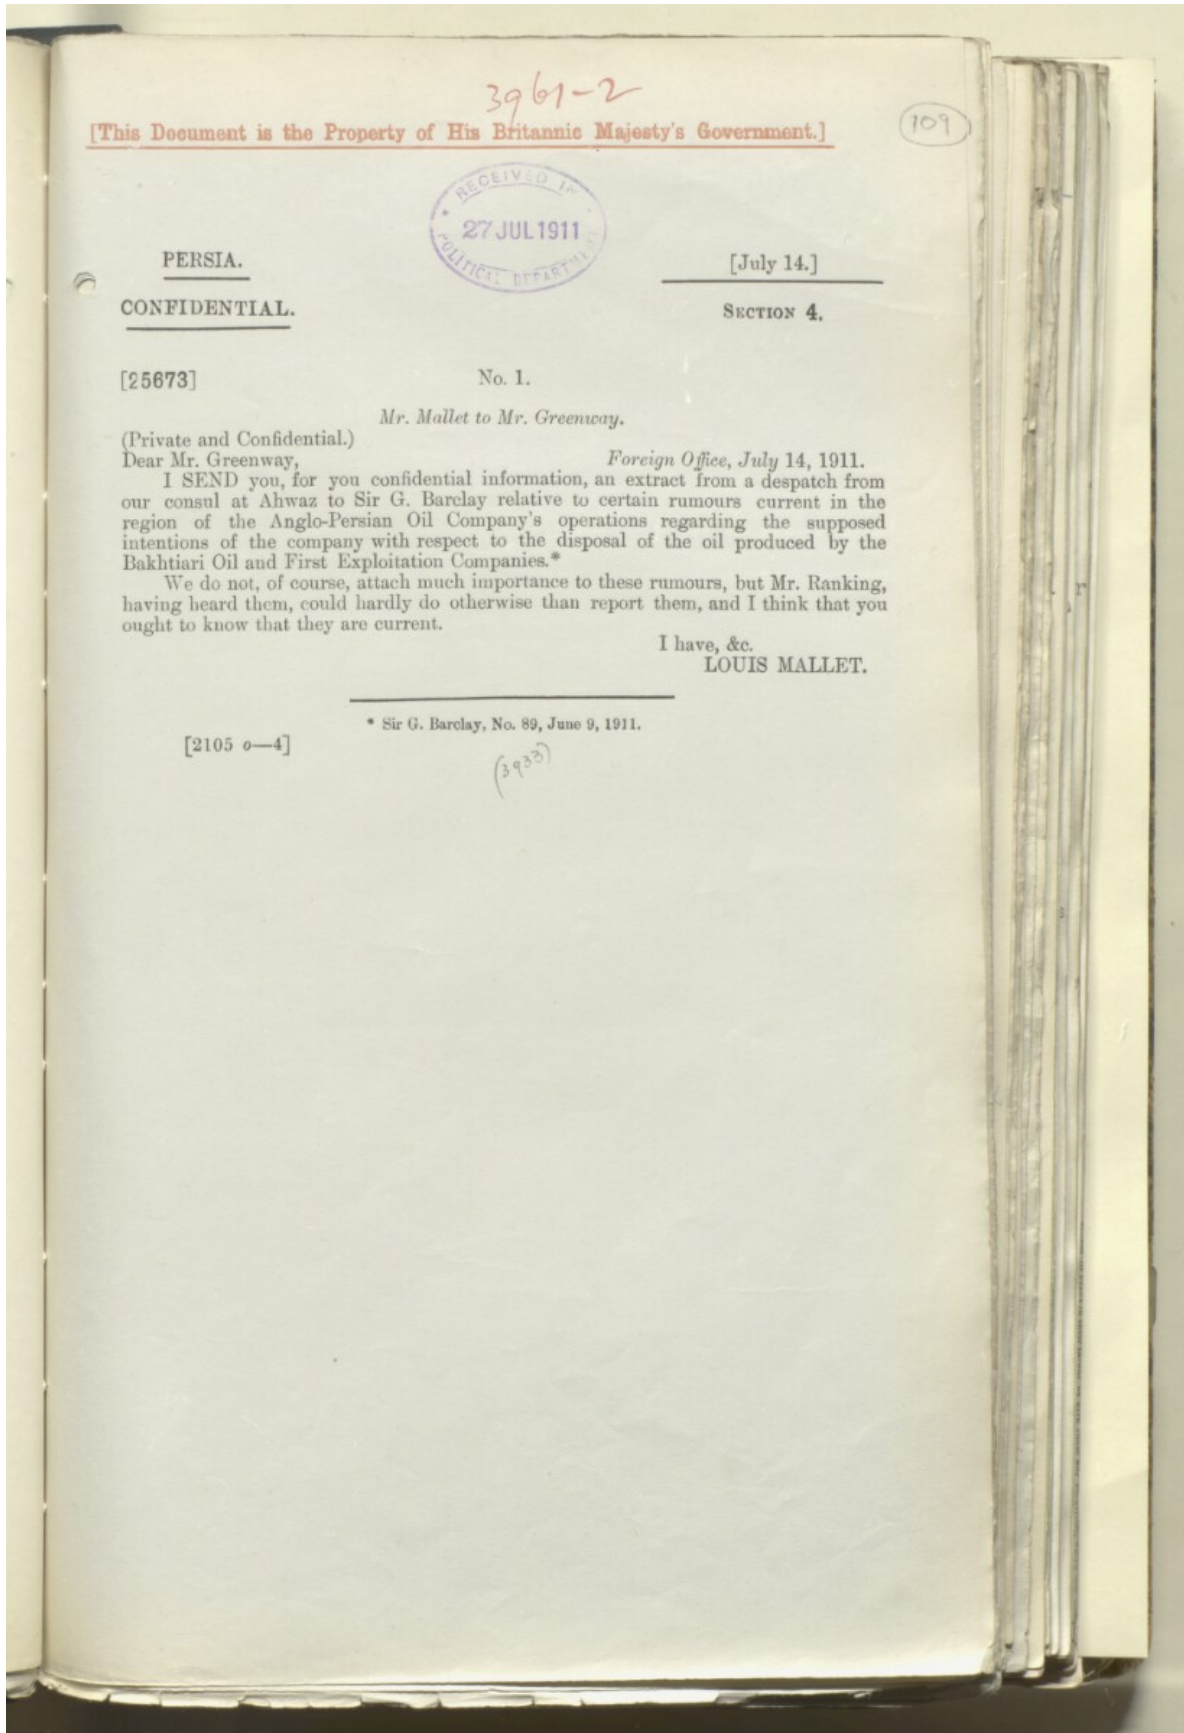 3961-2
[This Document is the Property of His Britannic Majesty's Government.]
109
RECEIVED IN
27 JUL 1911
POLITICAL DEPARTMENT
PERSIA.
[July 14.]
CONFIDENTIAL.
SECTION 4.
[25673]
No. 1.
Mr. Mallet to Mr. Greenway.
(Private and Confidential.)
Dear Mr. Greenway, Foreign Office, July 14, 1911.
I SEND you, for you confidential information, an extract from a despatch from
our consul at Ahwaz to Sir G. Barclay relative to certain rumours current in the
region of the Anglo-Persian Oil Company's operations regarding the supposed
intentions of the company with respect to the disposal of the oil produced by the
Bakhtiari Oil and First Exploitation Companies.*
We do not, of course, attach much importance to these rumours, but Mr. Ranking,
having heard them, could hardly do otherwise than report them, and I think that you
ought to know that they are current.
I have, &c.
LOUIS MALLET.
* Sir G. Barclay, No. 89, June 9, 1911.
[2105 o—4]
(3933)